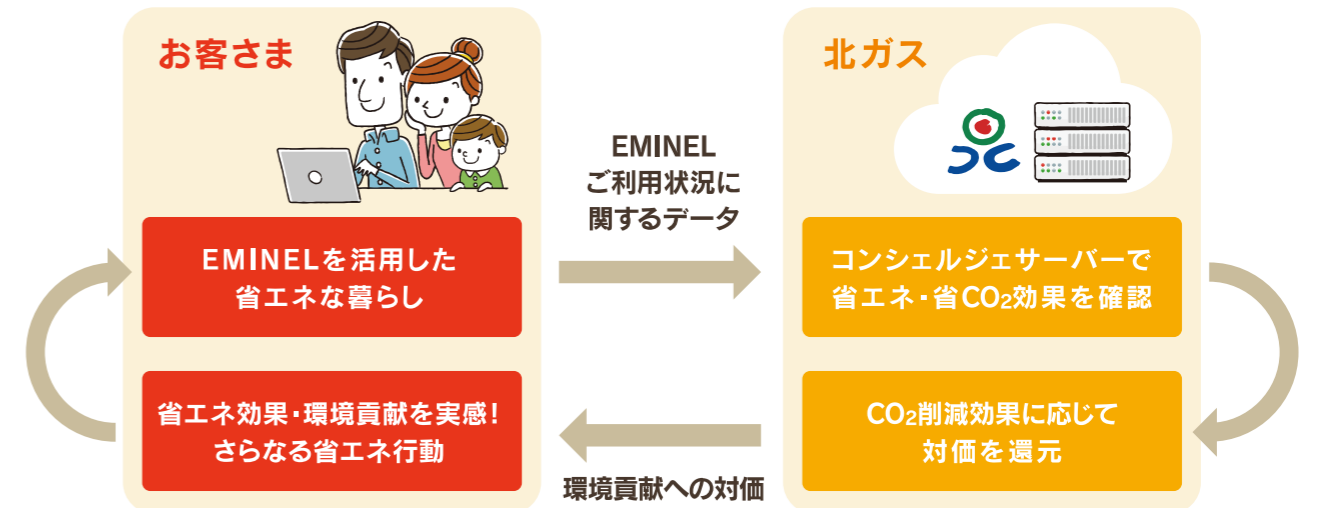 お客さま
EMINELを活用した
省エネな暮らし
省エネ効果・環境貢献を実感!
さらなる省エネ行動
EMINEL
ご利用状況に
関するデータ
環境貢献への対価
北ガス
コンシェルジェサーバーで
省エネ・省CO2効果を確認
CO2削減効果に応じて
対価を還元